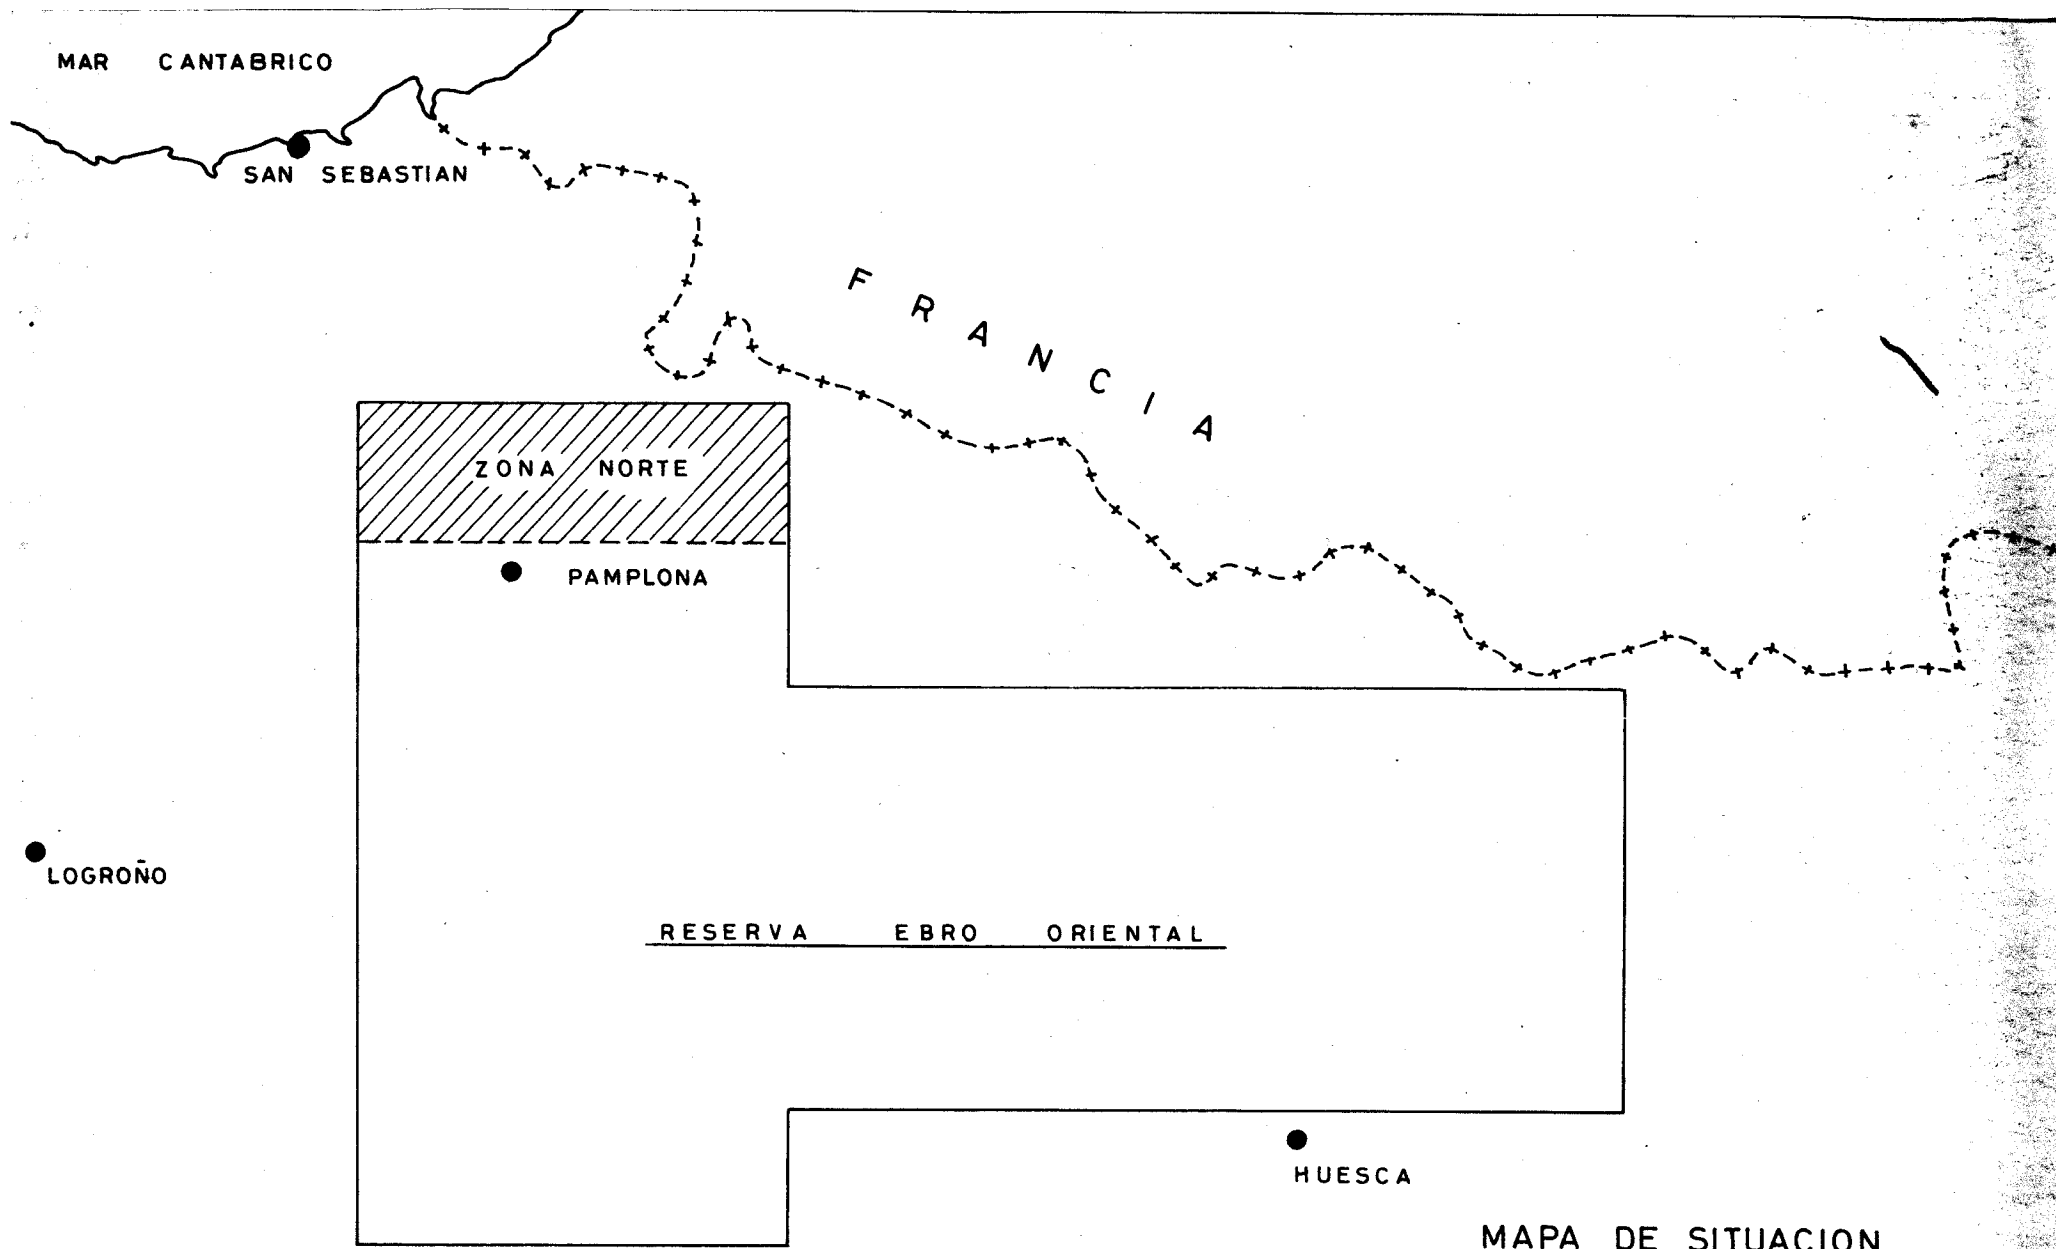 MAR CANTABRICO
SAN SEBASTIAN
FRANCIA
ZONA NORTE
PAMPLONA
LOGROÑO
RESERVA EBRO ORIENTAL
HUESCA
MAPA DE SITUACION